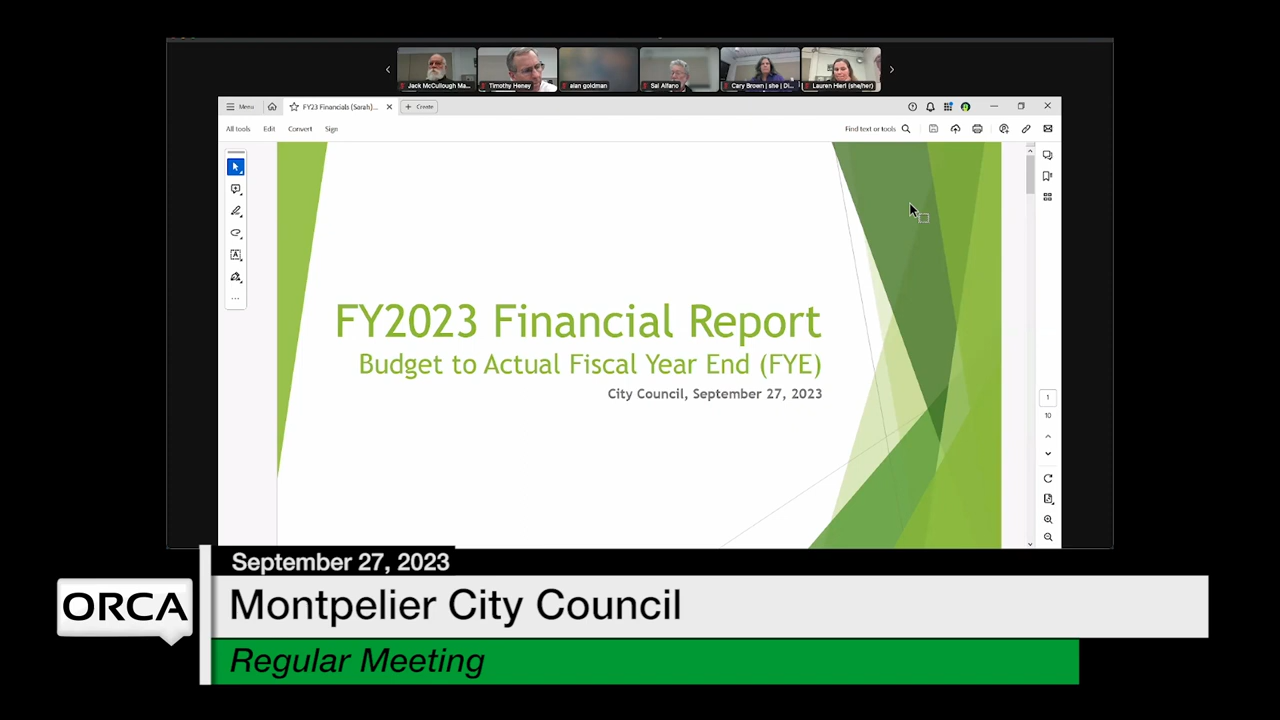 Jack McCullough Ma...
Timothy Heney
alan goldman
Sal Alfano
Cary Brown | she | Di...
Lauren Hierl (she/her)
Menu
FY23 Financials (Sarah)...
Create
All tools
Edit
Convert
Sign
Find text or tools
FY2023 Financial Report
Budget to Actual Fiscal Year End (FYE)
City Council, September 27, 2023
1
10
September 27, 2023
ORCA
Montpelier City Council
Regular Meeting